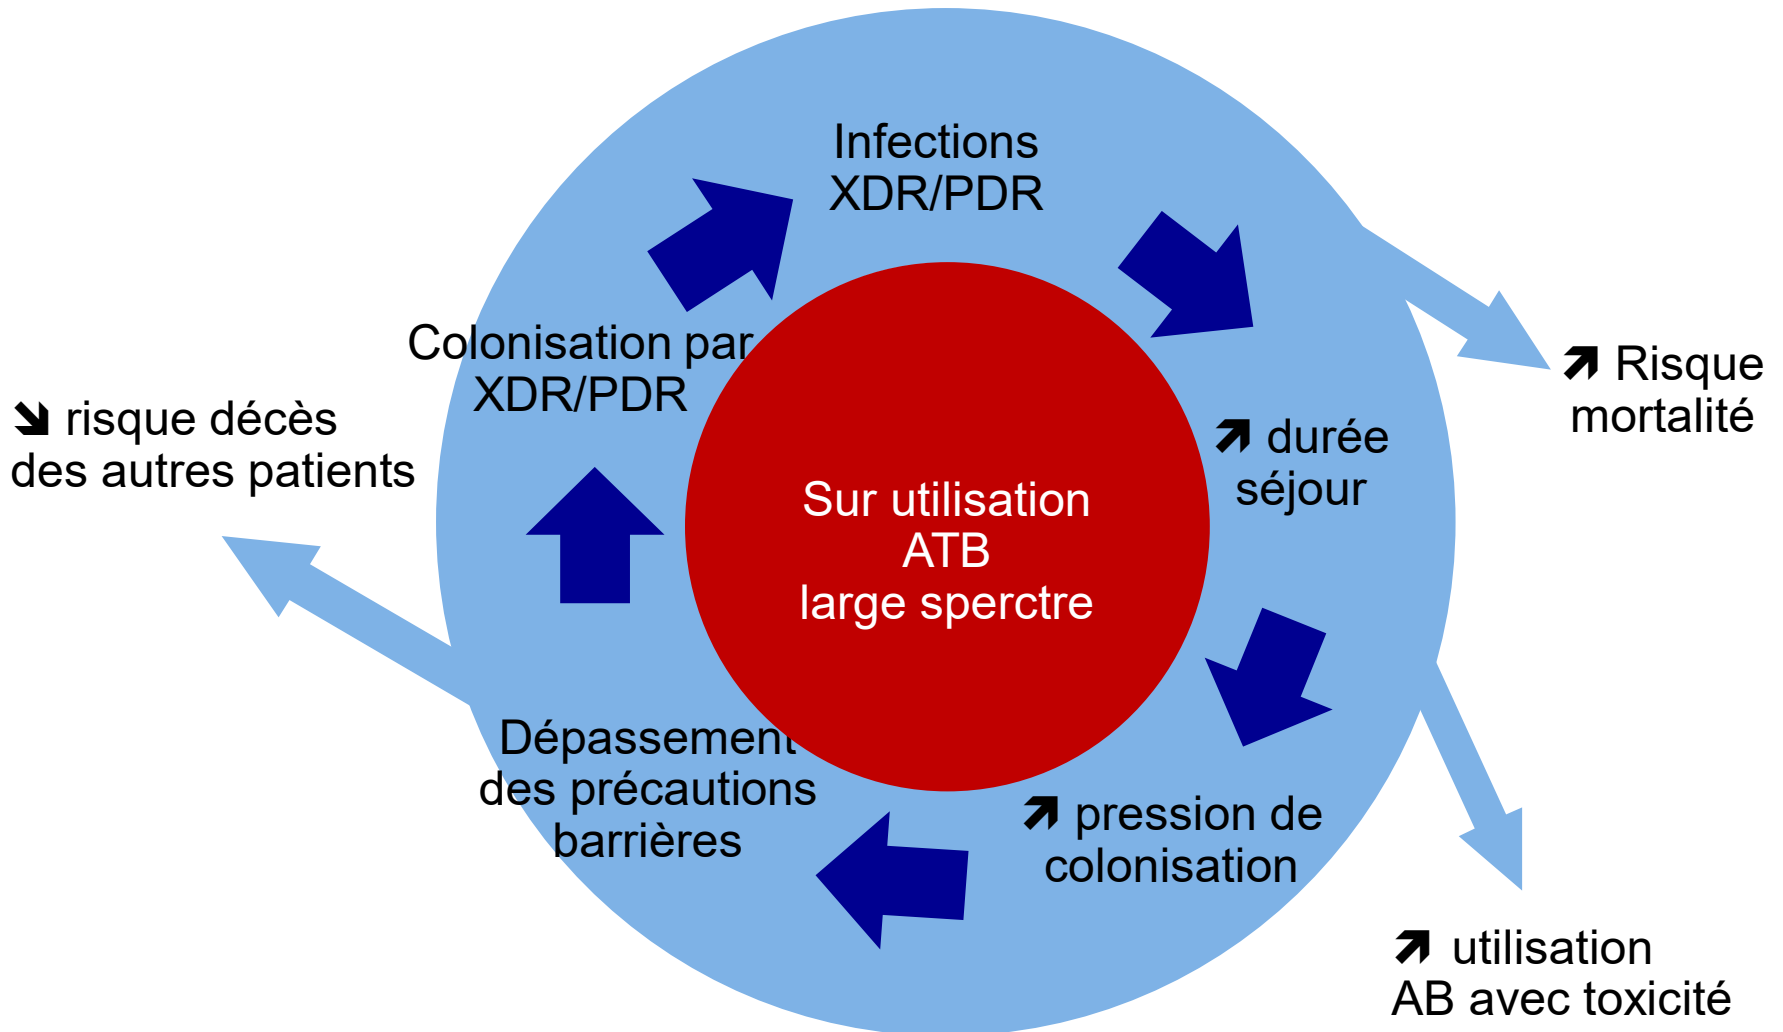 Infections
XDR/PDR
Colonisation par
XDR/PDR
↘ risque décès
des autres patients
↗ Risque
mortalité
↗ durée
séjour
Sur utilisation
ATB
large sperctre
Dépassement
des précautions
barrières
↗ pression de
colonisation
↗ utilisation
AB avec toxicité